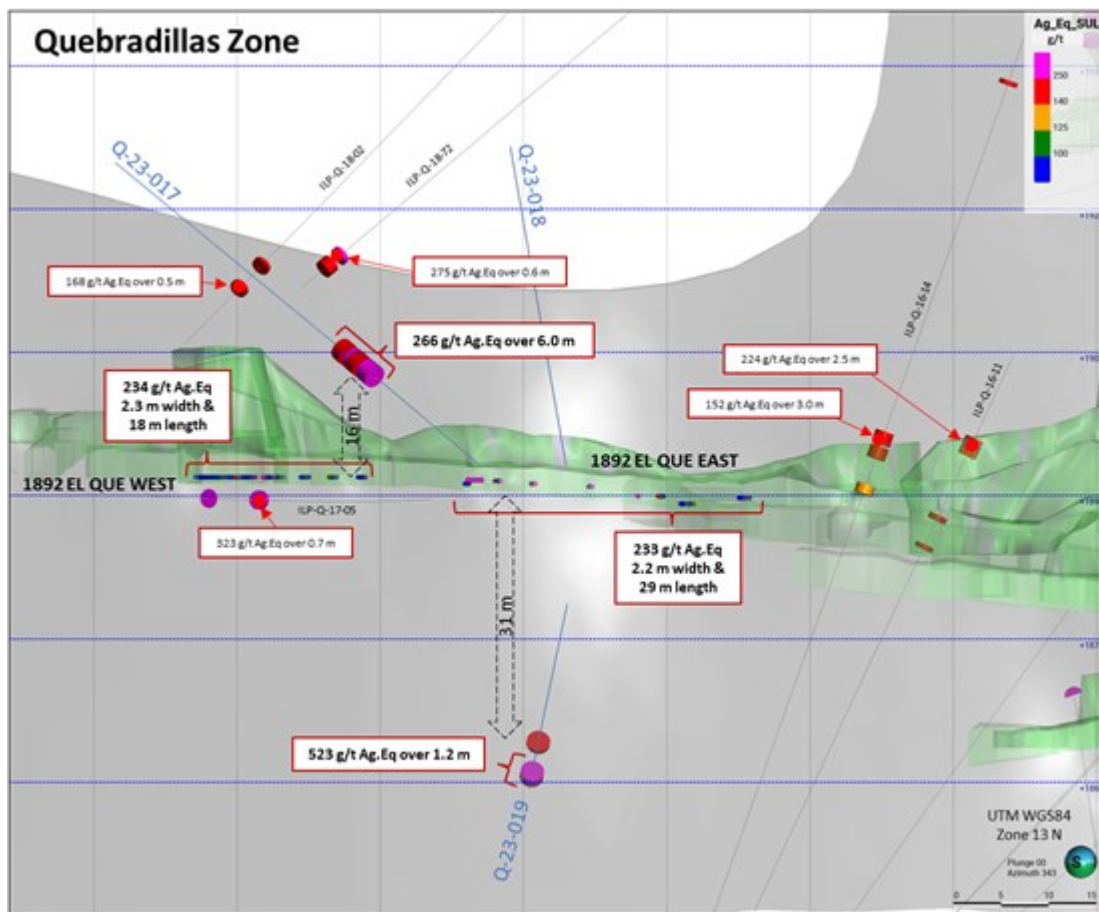 Quebradillas Zone
Ag_Eq_SUL
g/t
250
140
125
100
Q-23-017
ILP-Q-18-02
ILP-Q-18-72
Q-23-018
168 g/t Ag.Eq over 0.5 m
275 g/t Ag.Eq over 0.6 m
ILP-Q-16-14
266 g/t Ag.Eq over 6.0 m
224 g/t Ag.Eq over 2.5 m
ILP-Q-16-11
152 g/t Ag.Eq over 3.0 m
234 g/t Ag.Eq
2.3 m width &
18 m length
16 m
1892 EL QUE EAST
1892 EL QUE WEST
ILP-Q-17-05
323 g/t Ag.Eq over 0.7 m
233 g/t Ag.Eq
2.2 m width &
29 m length
31 m
523 g/t Ag.Eq over 1.2 m
Q-23-019
UTM WGS84
Zone 13 N
Plunge 00
Azimuth 343
S
0 5 10 15